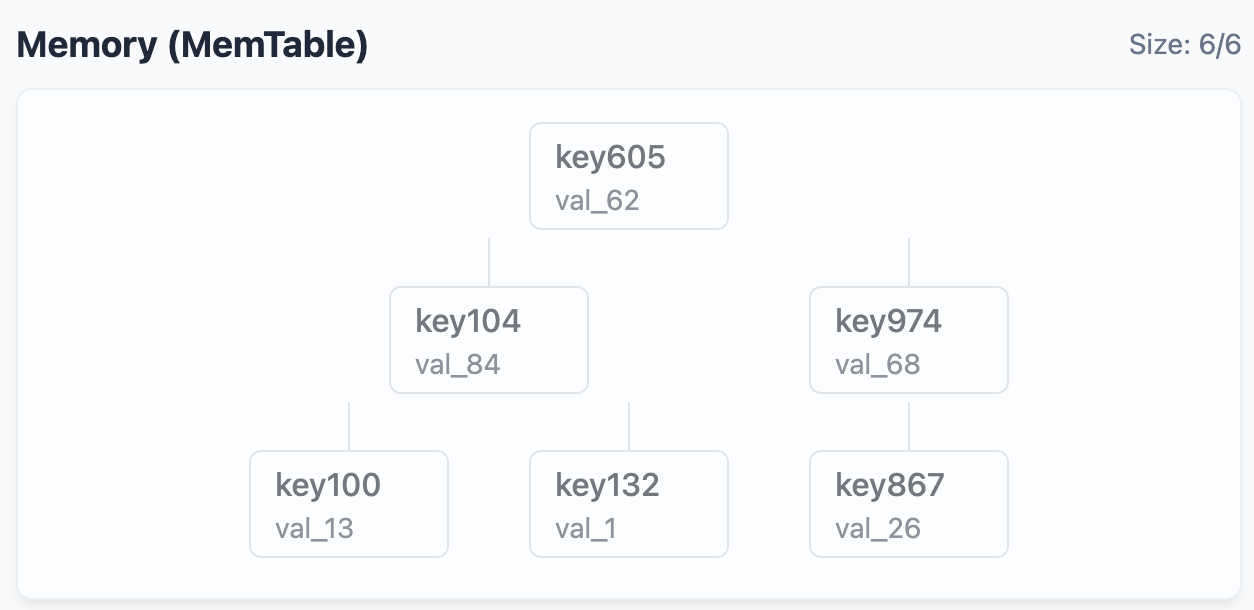 Memory (MemTable)
Size: 6/6
key605
val_62
key104
val_84
key974
val_68
key100
val_13
key132
val_1
key867
val_26